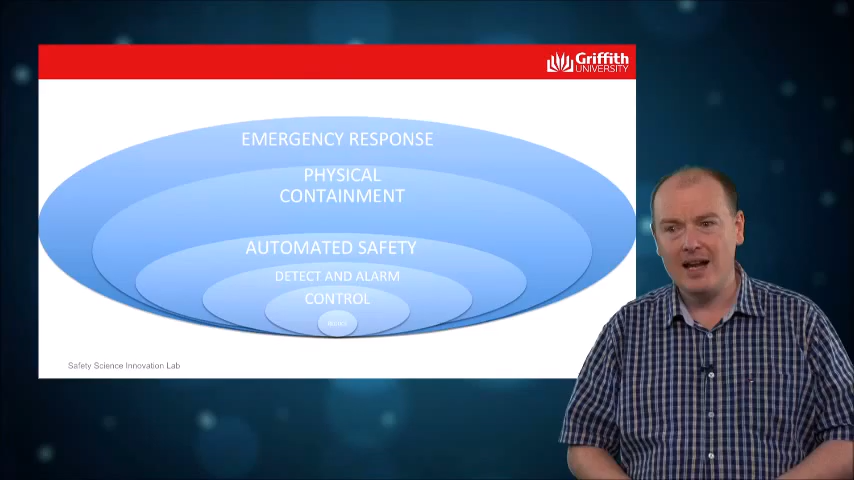 Griffith
UNIVERSITY
EMERGENCY RESPONSE
PHYSICAL
CONTAINMENT
AUTOMATED SAFETY
DETECT AND ALARM
CONTROL
Safety Science Innovation Lab